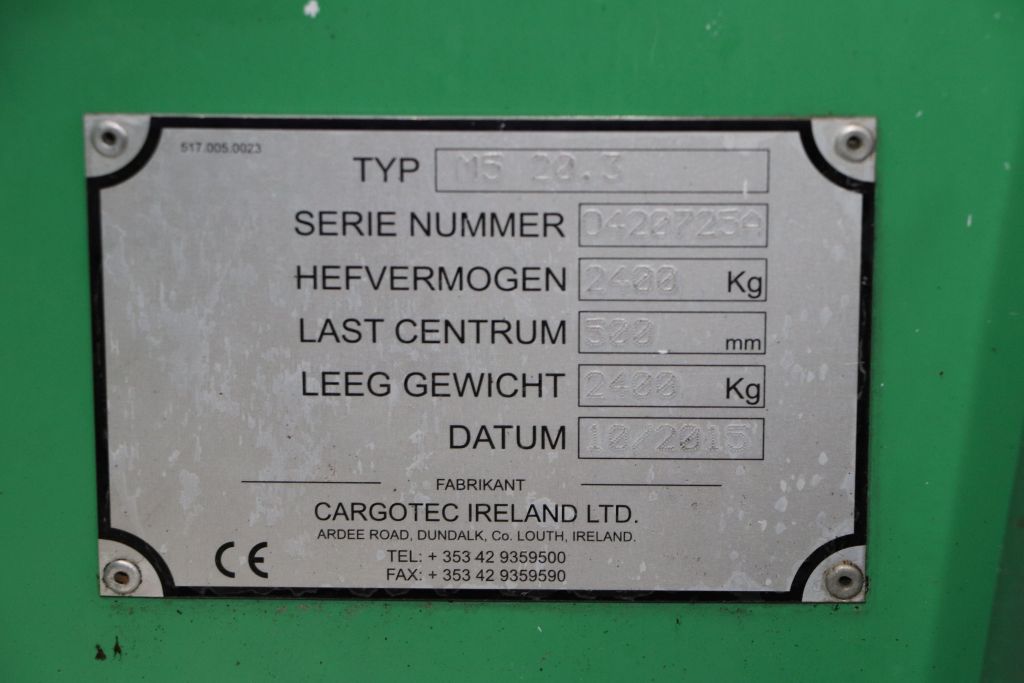 517.005.0023
TYP M5 20.3
SERIE NUMMER D420725A
HEFVERMOGEN 2400 Kg
LAST CENTRUM 500 mm
LEEG GEWICHT 2400 Kg
DATUM 10/2015
FABRIKANT
CARGOTEC IRELAND LTD.
ARDEE ROAD, DUNDALK, Co. LOUTH, IRELAND.
CE
TEL: + 353 42 9359500
FAX: + 353 42 9359590